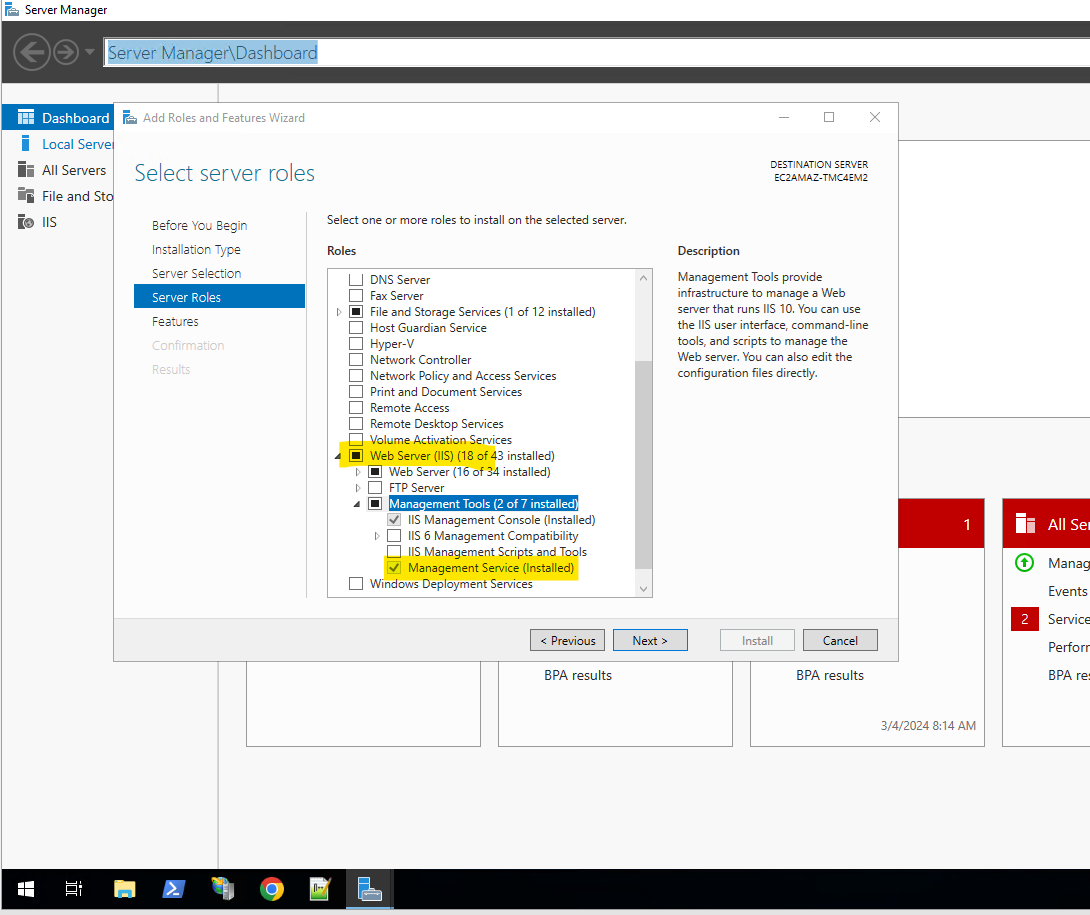 Server Manager
Server Manager\Dashboard
Dashboard
Local Server
All Servers
File and Sto
IIS
Add Roles and Features Wizard
Select server roles
DESTINATION SERVER
EC2AMAZ-TMC4EM2
Before You Begin
Installation Type
Server Selection
Server Roles
Features
Confirmation
Results
Select one or more roles to install on the selected server.
Roles
DNS Server
Fax Server
File and Storage Services (1 of 12 installed)
Host Guardian Service
Hyper-V
Network Controller
Network Policy and Access Services
Print and Document Services
Remote Access
Remote Desktop Services
Volume Activation Services
Web Server (IIS) (18 of 43 installed)
Web Server (16 of 34 installed)
FTP Server
Management Tools (2 of 7 installed)
IIS Management Console (Installed)
IIS 6 Management Compatibility
IIS Management Scripts and Tools
Management Service (Installed)
Windows Deployment Services
Description
Management Tools provide
infrastructure to manage a Web
server that runs IIS 10. You can use
the IIS user interface, command-line
tools, and scripts to manage the
Web server. You can also edit the
configuration files directly.
< Previous
Next >
Install
Cancel
1
All Se
Manag
Events
2 Service
Perforr
BPA res
BPA results
BPA results
3/4/2024 8:14 AM